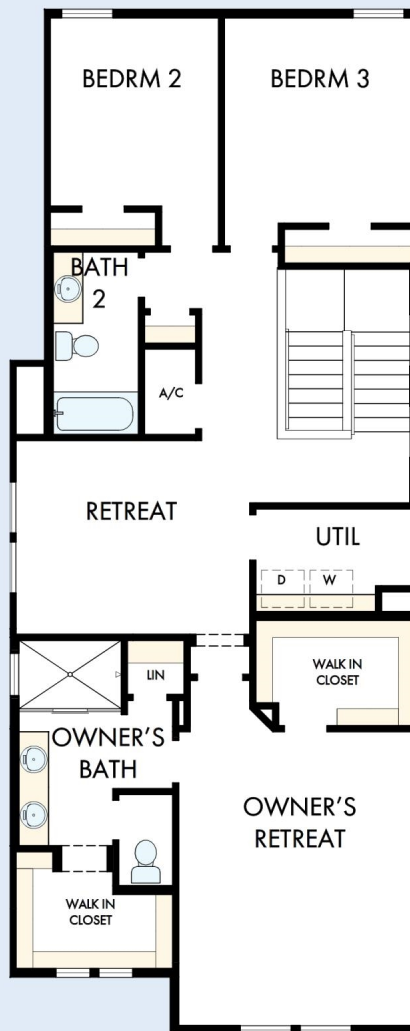 BEDRM 2
BEDRM 3
BATH
2
A/C
RETREAT
UTIL
D
W
LIN
WALK IN
CLOSET
OWNER'S
BATH
OWNER'S
RETREAT
WALK IN
CLOSET